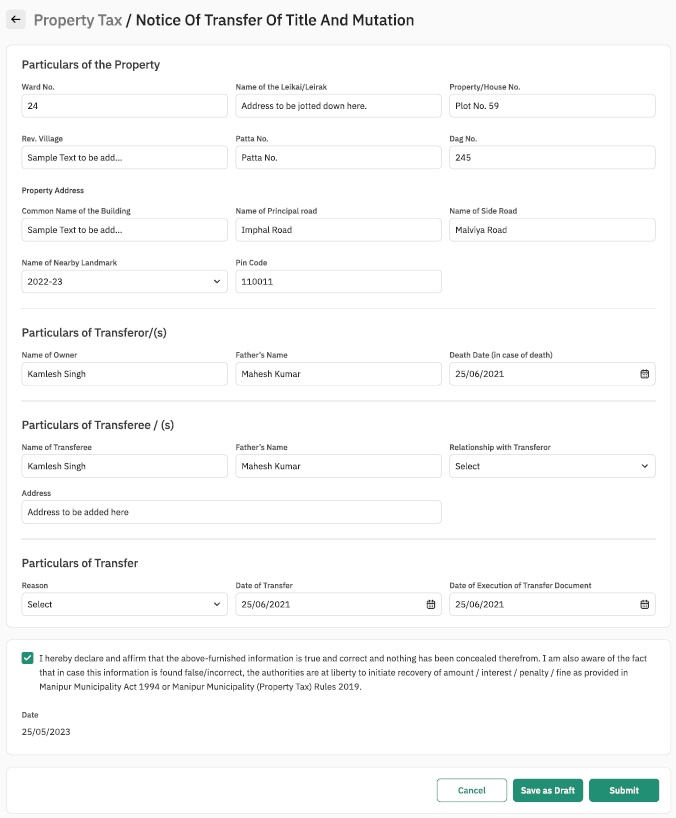 Property Tax / Notice Of Transfer Of Title And Mutation
Particulars of the Property
Ward No. Name of the Leikai/Leirak Property/House No.
24 Address to be jotted down here. Plot No. 59
Rev. Village Patta No. Dag No.
Sample Text to be add... Patta No. 245
Property Address
Common Name of the Building Name of Principal road Name of Side Road
Sample Text to be add... Imphal Road Malviya Road
Name of Nearby Landmark Pin Code
2022-23 110011
Particulars of Transferor/(s)
Name of Owner Father's Name Death Date (in case of death)
Kamlesh Singh Mahesh Kumar 25/06/2021
Particulars of Transferee / (s)
Name of Transferee Father's Name Relationship with Transferor
Kamlesh Singh Mahesh Kumar Select
Address
Address to be added here
Particulars of Transfer
Reason Date of Transfer Date of Execution of Transfer Document
Select 25/06/2021 25/06/2021
I hereby declare and affirm that the above-furnished information is true and correct and nothing has been concealed therefrom. I am also aware of the fact
that in case this information is found false/incorrect, the authorities are at liberty to initiate recovery of amount / interest / penalty / fine as provided in
Manipur Municipality Act 1994 or Manipur Municipality (Property Tax) Rules 2019.
Date
25/05/2023
Cancel Save as Draft Submit